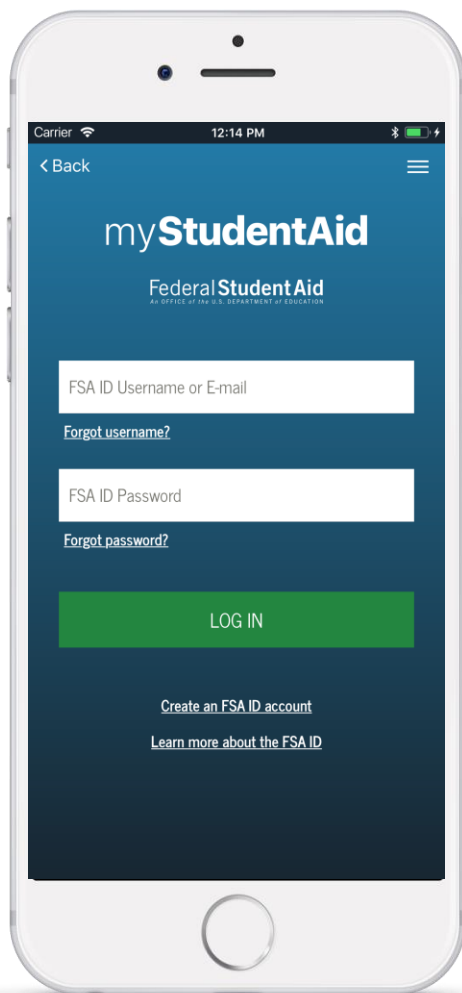 Carrier 12:14 PM
Back
myStudentAid
Federal Student Aid
An OFFICE of the U.S. DEPARTMENT of EDUCATION
FSA ID Username or E-mail
Forgot username?
FSA ID Password
Forgot password?
LOG IN
Create an FSA ID account
Learn more about the FSA ID